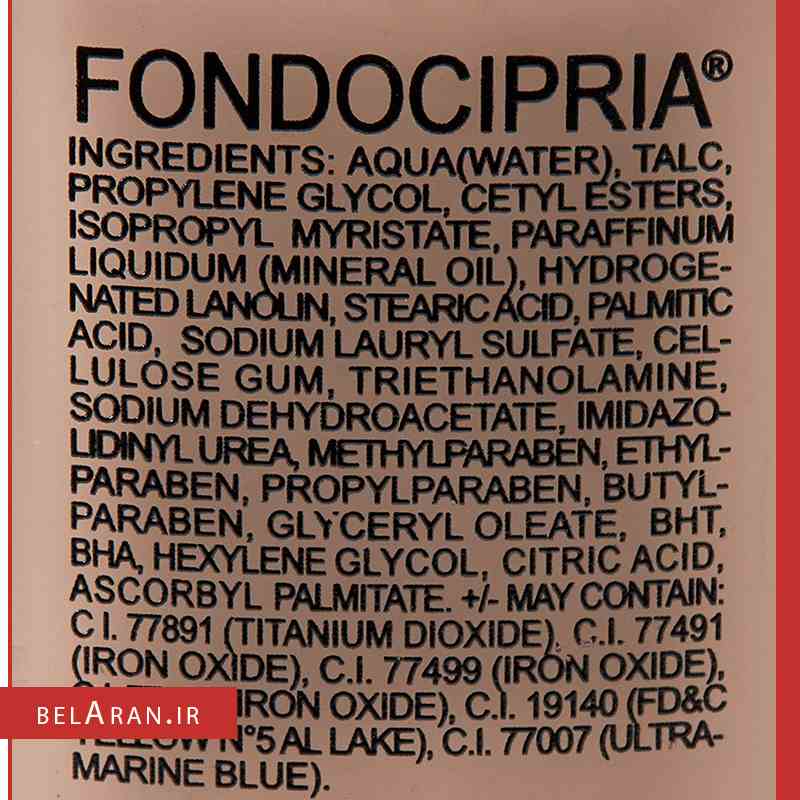 FONDOCIPRIA®
INGREDIENTS: AQUA(WATER), TALC,
PROPYLENE GLYCOL, CETYL ESTERS,
ISOPROPYL MYRISTATE, PARAFFINUM
LIQUIDUM (MINERAL OIL), HYDROGE-
NATED LANOLIN, STEARIC ACID, PALMITIC
ACID, SODIUM LAURYL SULFATE, CEL-
LULOSE GUM, TRIETHANOLAMINE,
SODIUM DEHYDROACETATE, IMIDAZO-
LIDINYL UREA, METHYLPARABEN, ETHYL-
PARABEN, PROPYLPARABEN, BUTYL-
PARABEN, GLYCERYL OLEATE, BHT,
BHA, HEXYLENE GLYCOL, CITRIC ACID,
ASCORBYL PALMITATE. +/- MAY CONTAIN:
C I. 77891 (TITANIUM DIOXIDE), C.I. 77491
(IRON OXIDE), C.I. 77499 (IRON OXIDE),
IRON OXIDE), C.I. 19140 (FD&C
YELLOW N°5 AL LAKE), C.I. 77007 (ULTRA-
MARINE BLUE).
BELARAN.IR